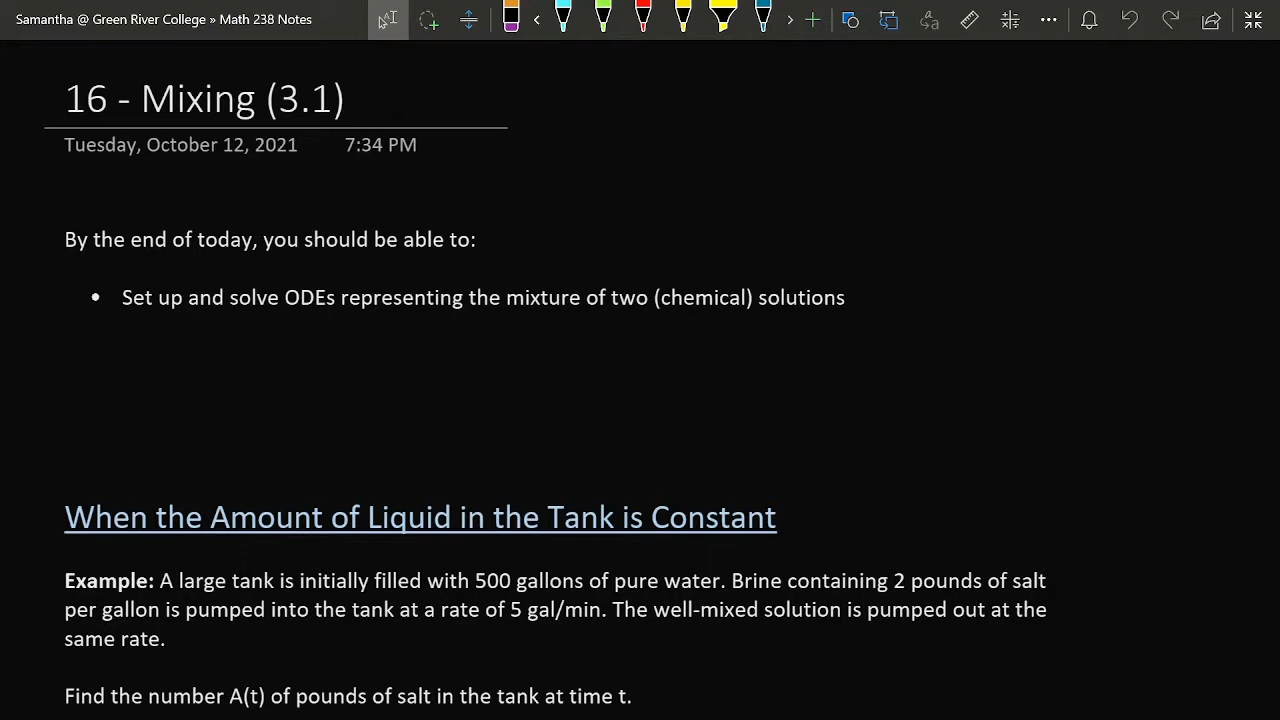 Samantha @ Green River College » Math 238 Notes
16 - Mixing (3.1)
Tuesday, October 12, 2021 7:34 PM
By the end of today, you should be able to:
• Set up and solve ODEs representing the mixture of two (chemical) solutions
When the Amount of Liquid in the Tank is Constant
Example: A large tank is initially filled with 500 gallons of pure water. Brine containing 2 pounds of salt
per gallon is pumped into the tank at a rate of 5 gal/min. The well-mixed solution is pumped out at the
same rate.
Find the number A(t) of pounds of salt in the tank at time t.